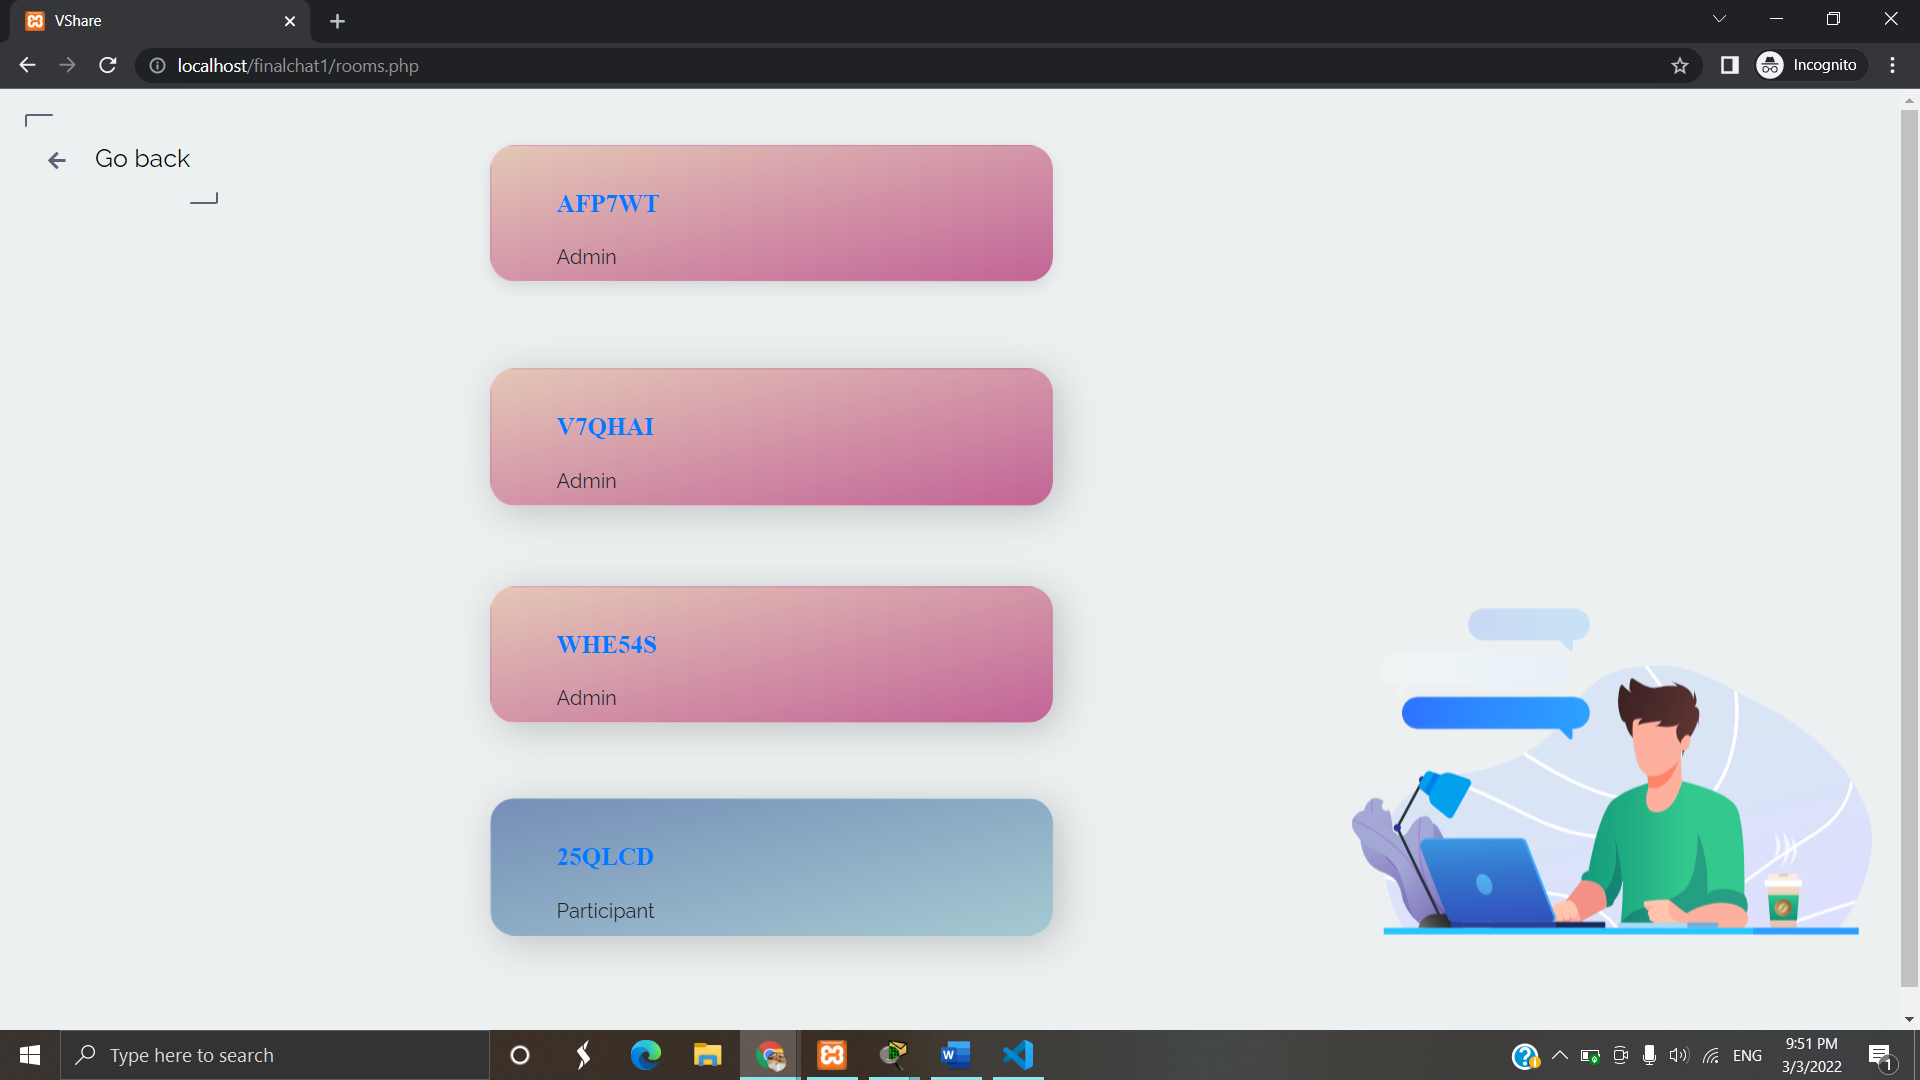 VShare
localhost/finalchat1/rooms.php
Incognito
Go back
AFP7WT
Admin
V7QHAI
Admin
WHE54S
Admin
25QLCD
Participant
Type here to search
ENG
9:51 PM
3/3/2022
1